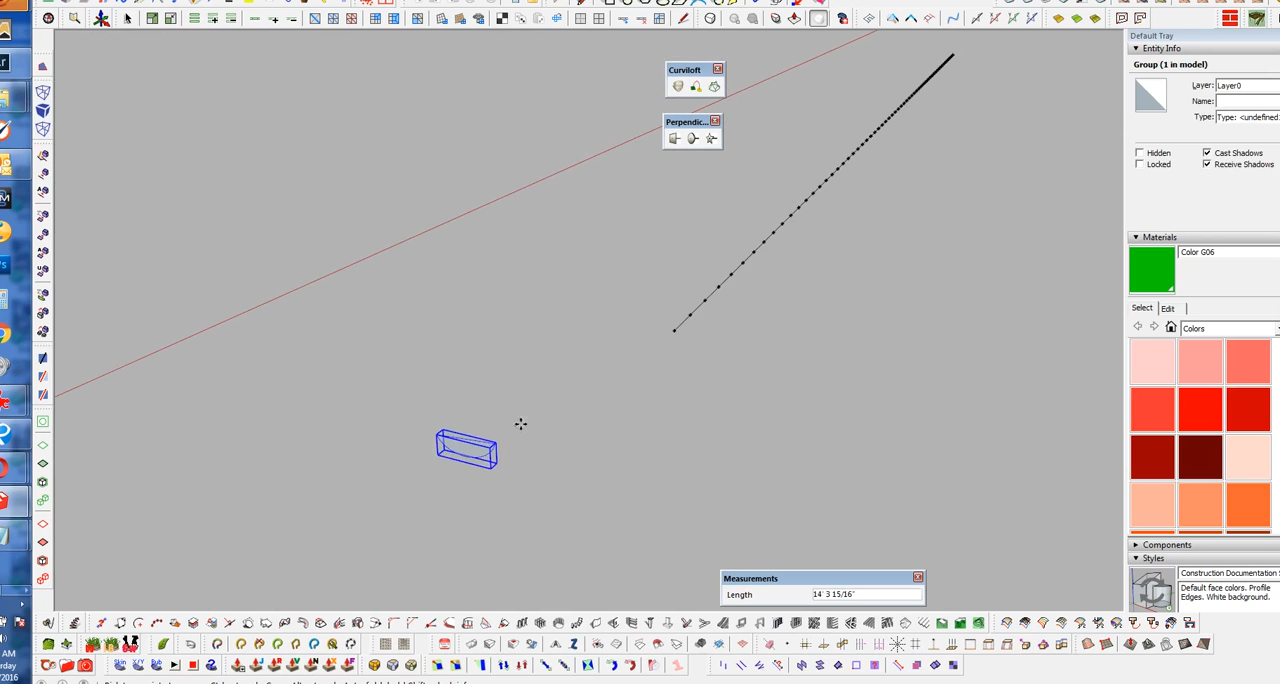 Default Tray
Entity Info
Group (1 in model)
Layer: Layer0
Name:
Type: Type: <undefined>
Hidden
Cast Shadows
Locked
Receive Shadows
Curviloft
Perpendic...
Materials
Color G06
Select Edit
Colors
Components
Styles
Construction Documentation S
Default face colors. Profile
Edges. White background.
Measurements
Length 14' 3 15/16"
AM
/2016